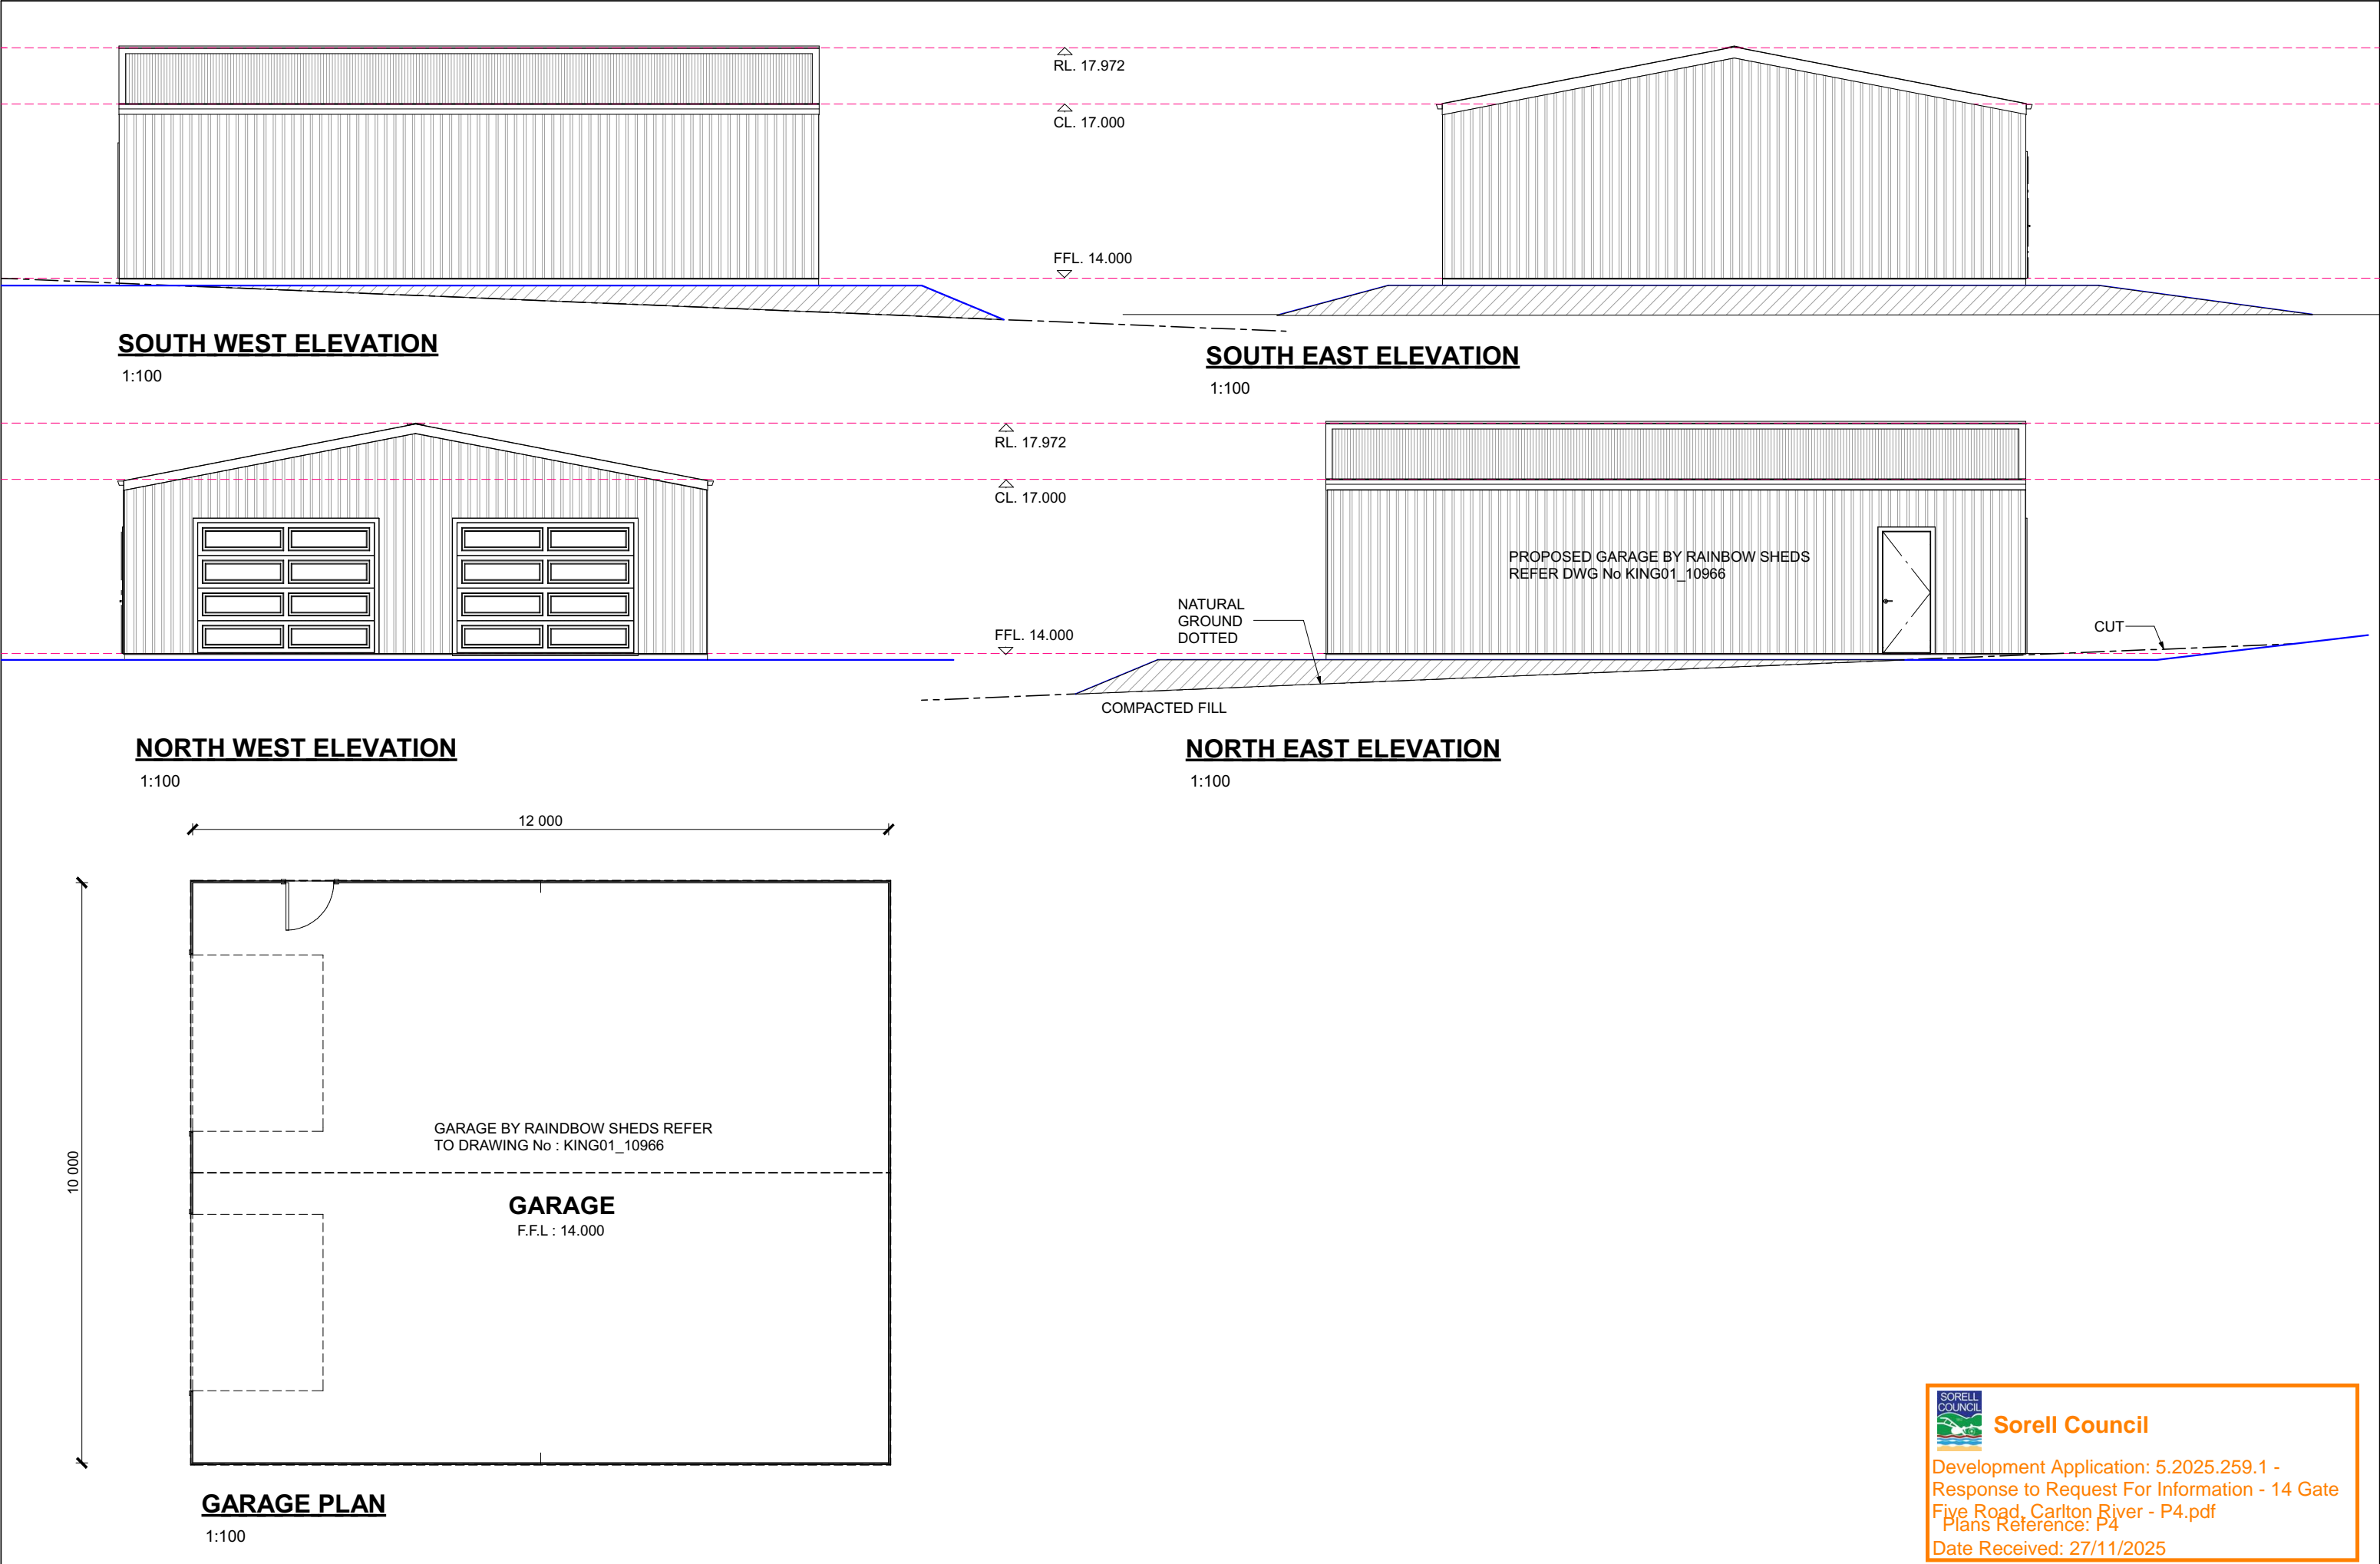 RL. 17.972
CL. 17.000
FFL. 14.000
SOUTH WEST ELEVATION
1:100
SOUTH EAST ELEVATION
1:100
RL. 17.972
CL. 17.000
FFL. 14.000
PROPOSED GARAGE BY RAINBOW SHEDS
REFER DWG No KING01_10966
NATURAL
GROUND
DOTTED
CUT
COMPACTED FILL
NORTH WEST ELEVATION
1:100
NORTH EAST ELEVATION
1:100
12 000
10 000
GARAGE BY RAINDBOW SHEDS REFER
TO DRAWING No : KING01_10966
GARAGE
F.F.L : 14.000
GARAGE PLAN
1:100
SORELL
COUNCIL
Sorell Council
Development Application: 5.2025.259.1 -
Response to Request For Information - 14 Gate
Five Road, Carlton River - P4.pdf
Plans Reference: P4
Date Received: 27/11/2025